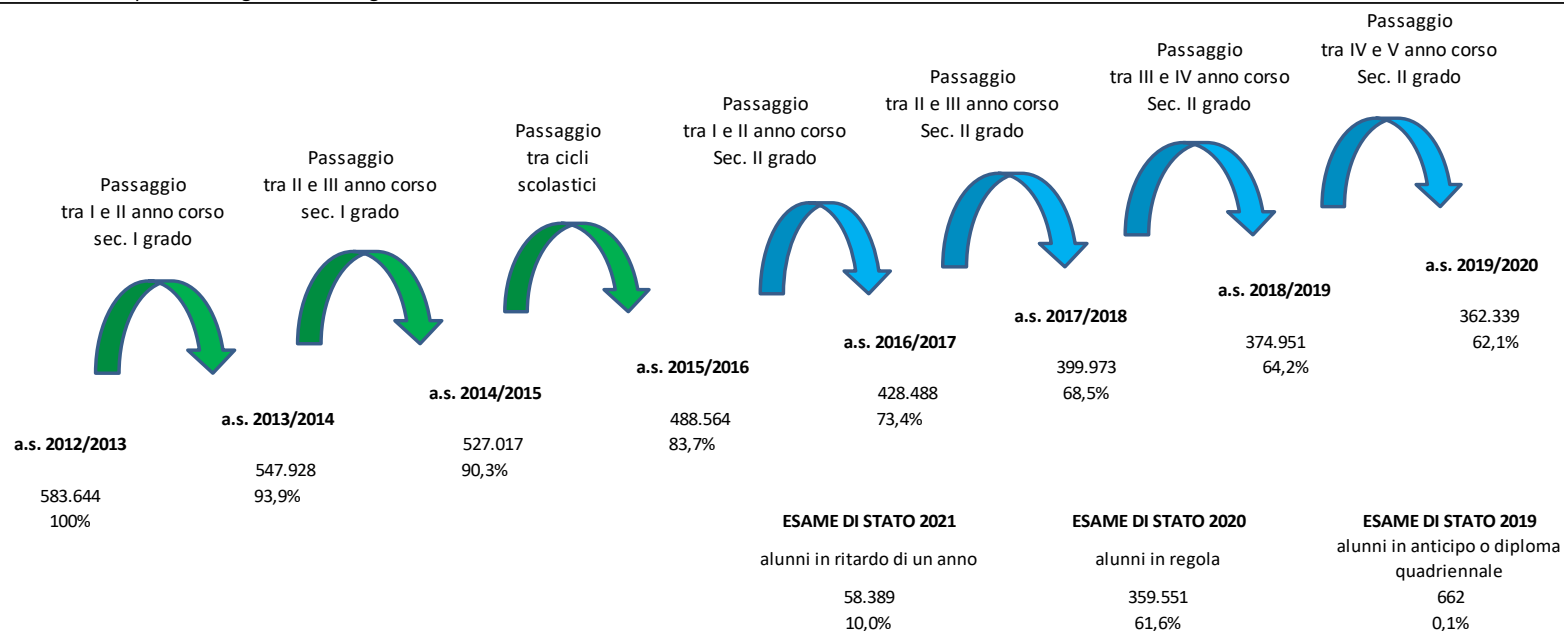 Passaggio
tra I e II anno corso
sec. I grado
Passaggio
tra II e III anno corso
sec. I grado
Passaggio
tra cicli
scolastici
Passaggio
tra I e II anno corso
Sec. II grado
Passaggio
tra II e III anno corso
Sec. II grado
Passaggio
tra III e IV anno corso
Sec. II grado
Passaggio
tra IV e V anno corso
Sec. II grado
a.s. 2012/2013
583.644
100%
a.s. 2013/2014
547.928
93,9%
a.s. 2014/2015
527.017
90,3%
a.s. 2015/2016
488.564
83,7%
a.s. 2016/2017
428.488
73,4%
a.s. 2017/2018
399.973
68,5%
a.s. 2018/2019
374.951
64,2%
a.s. 2019/2020
362.339
62,1%
ESAME DI STATO 2021
alunni in ritardo di un anno
58.389
10,0%
ESAME DI STATO 2020
alunni in regola
359.551
61,6%
ESAME DI STATO 2019
alunni in anticipo o diploma
quadriennale
662
0,1%